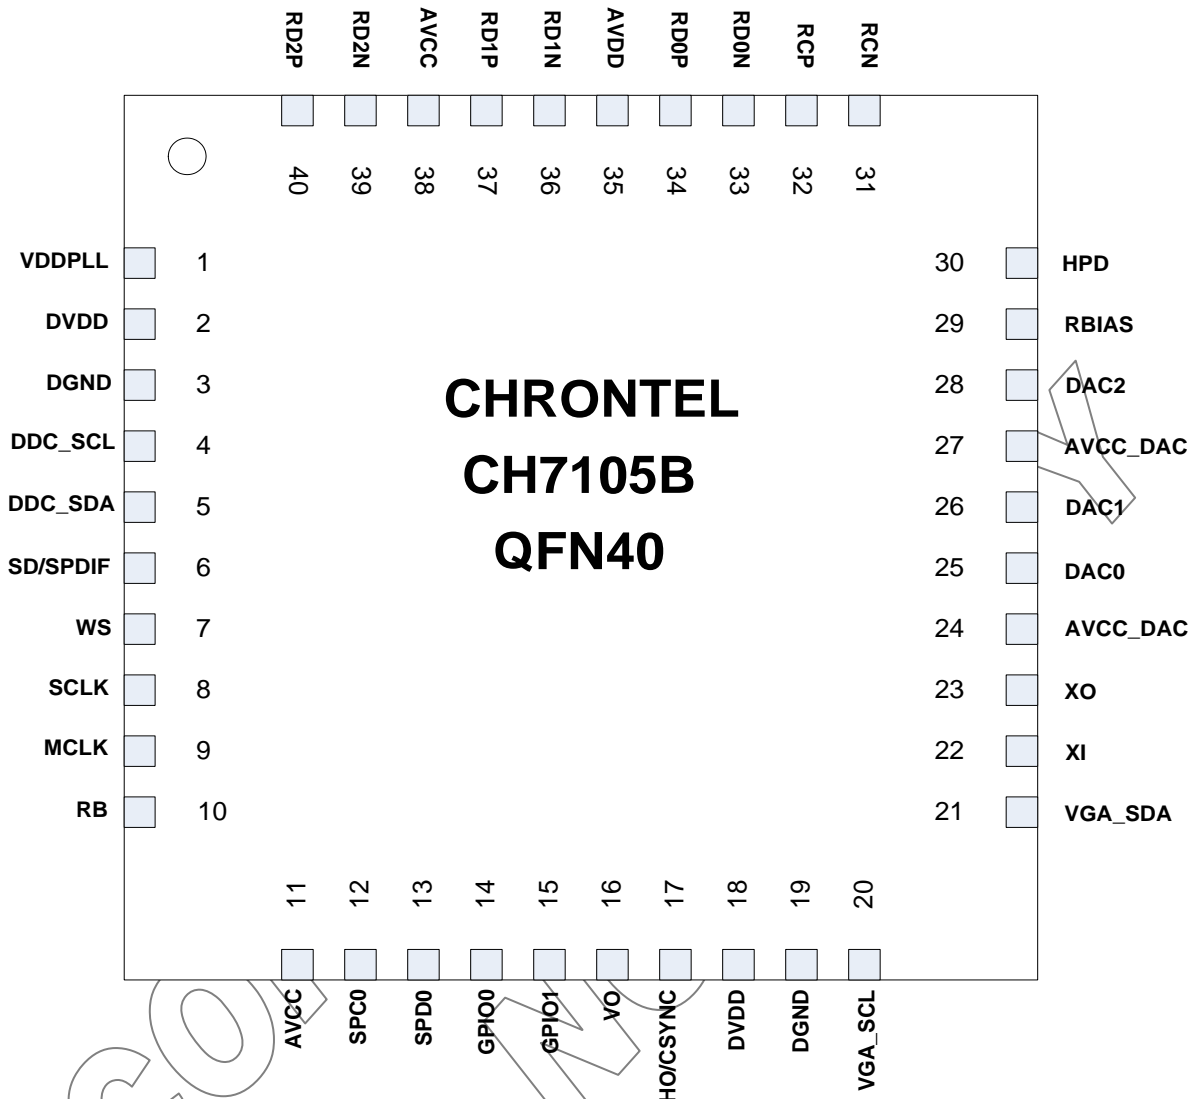 RD2P RD2N AVCC RD1P RD1N AVDD RD0P RD0N RCP RCN
40 39 38 37 36 35 34 33 32 31
VDDPLL 1 30 HPD
DVDD 2 29 RBIAS
DGND 3 28 DAC2
CHRONTEL
DDC_SCL 4 27 AVCC_DAC
CH7105B
DDC_SDA 5 26 DAC1
QFN40
SD/SPDIF 6 25 DAC0
WS 7 24 AVCC_DAC
SCLK 8 23 XO
MCLK 9 22 XI
RB 10 21 VGA_SDA
11 12 13 14 15 16 17 18 19 20
AVCC SPC0 SPD0 GPIO0 GPIO1 VO HO/CSYNC DVDD DGND VGA_SCL